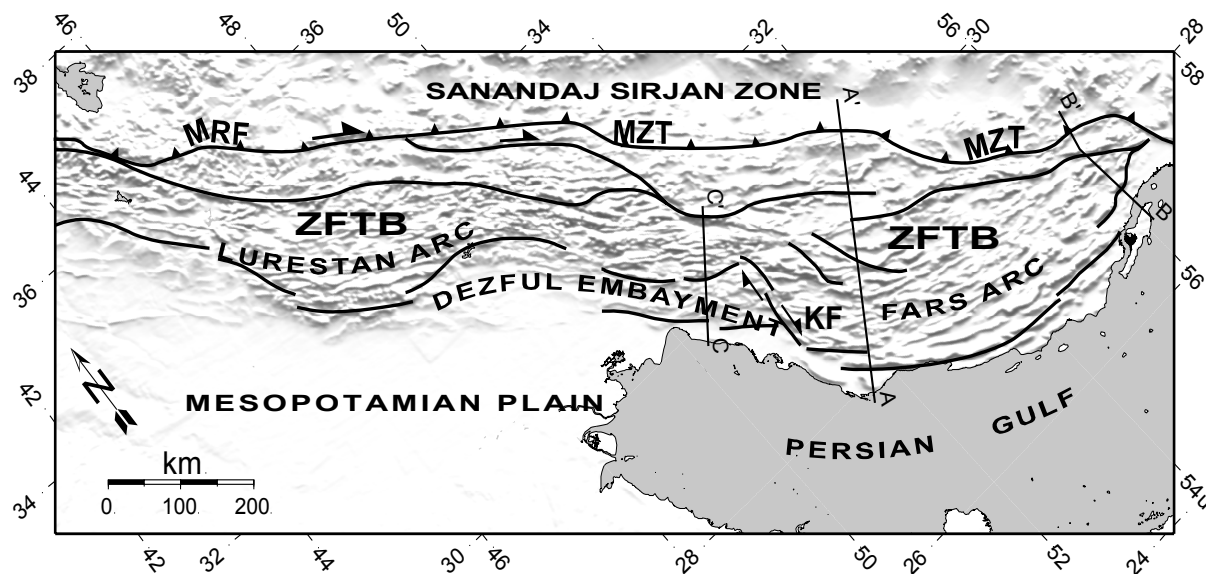 46 48 36 50 34 32 56 30 28
38 58
SANANDAJ SIRJAN ZONE
A'
B'
MRF
MZT
MZT
44
C'
B
ZFTB
ZFTB
LURESTAN ARC
36
56
DEZFUL EMBAYMENT
FARS ARC
KF
C
N
42
A
MESOPOTAMIAN PLAIN
GULF
PERSIAN
km
0. 100. 200
34
540
42 32 44 30 46 28 50 26 52 24